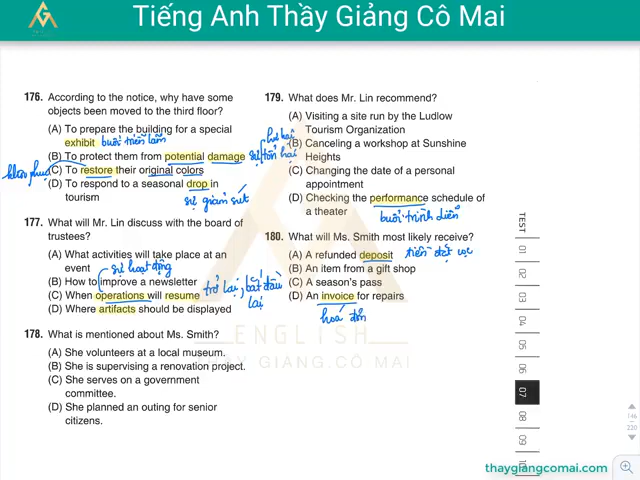 Tiếng Anh Thầy Giảng Cô Mai
176. According to the notice, why have some
objects been moved to the third floor?
(A) To prepare the building for a special
exhibit buổi triển lãm
(B) To protect them from potential damage sự tổn hại
khôi phục (C) To restore their original colors
(D) To respond to a seasonal drop in
tourism sự giảm sút
177. What will Mr. Lin discuss with the board of
trustees?
(A) What activities will take place at an
event sự hoạt động
(B) How to improve a newsletter
(C) When operations will resume trở lại, bắt đầu lại
(D) Where artifacts should be displayed
178. What is mentioned about Ms. Smith?
(A) She volunteers at a local museum.
(B) She is supervising a renovation project.
(C) She serves on a government
committee.
(D) She planned an outing for senior
citizens.
179. What does Mr. Lin recommend?
(A) Visiting a site run by the Ludlow
Tourism Organization
(B) Canceling a workshop at Sunshine
Heights
(C) Changing the date of a personal
appointment
(D) Checking the performance schedule of
a theater buổi trình diễn
180. What will Ms. Smith most likely receive?
(A) A refunded deposit tiền đặt cọc
(B) An item from a gift shop
(C) A season's pass
(D) An invoice for repairs
hoá đơn
ENGLISH
THẦY GIẢNG.CÔ MAI
TEST
01
02
03
04
05
06
07
08
09
10
146
220
thaygiangcomai.com